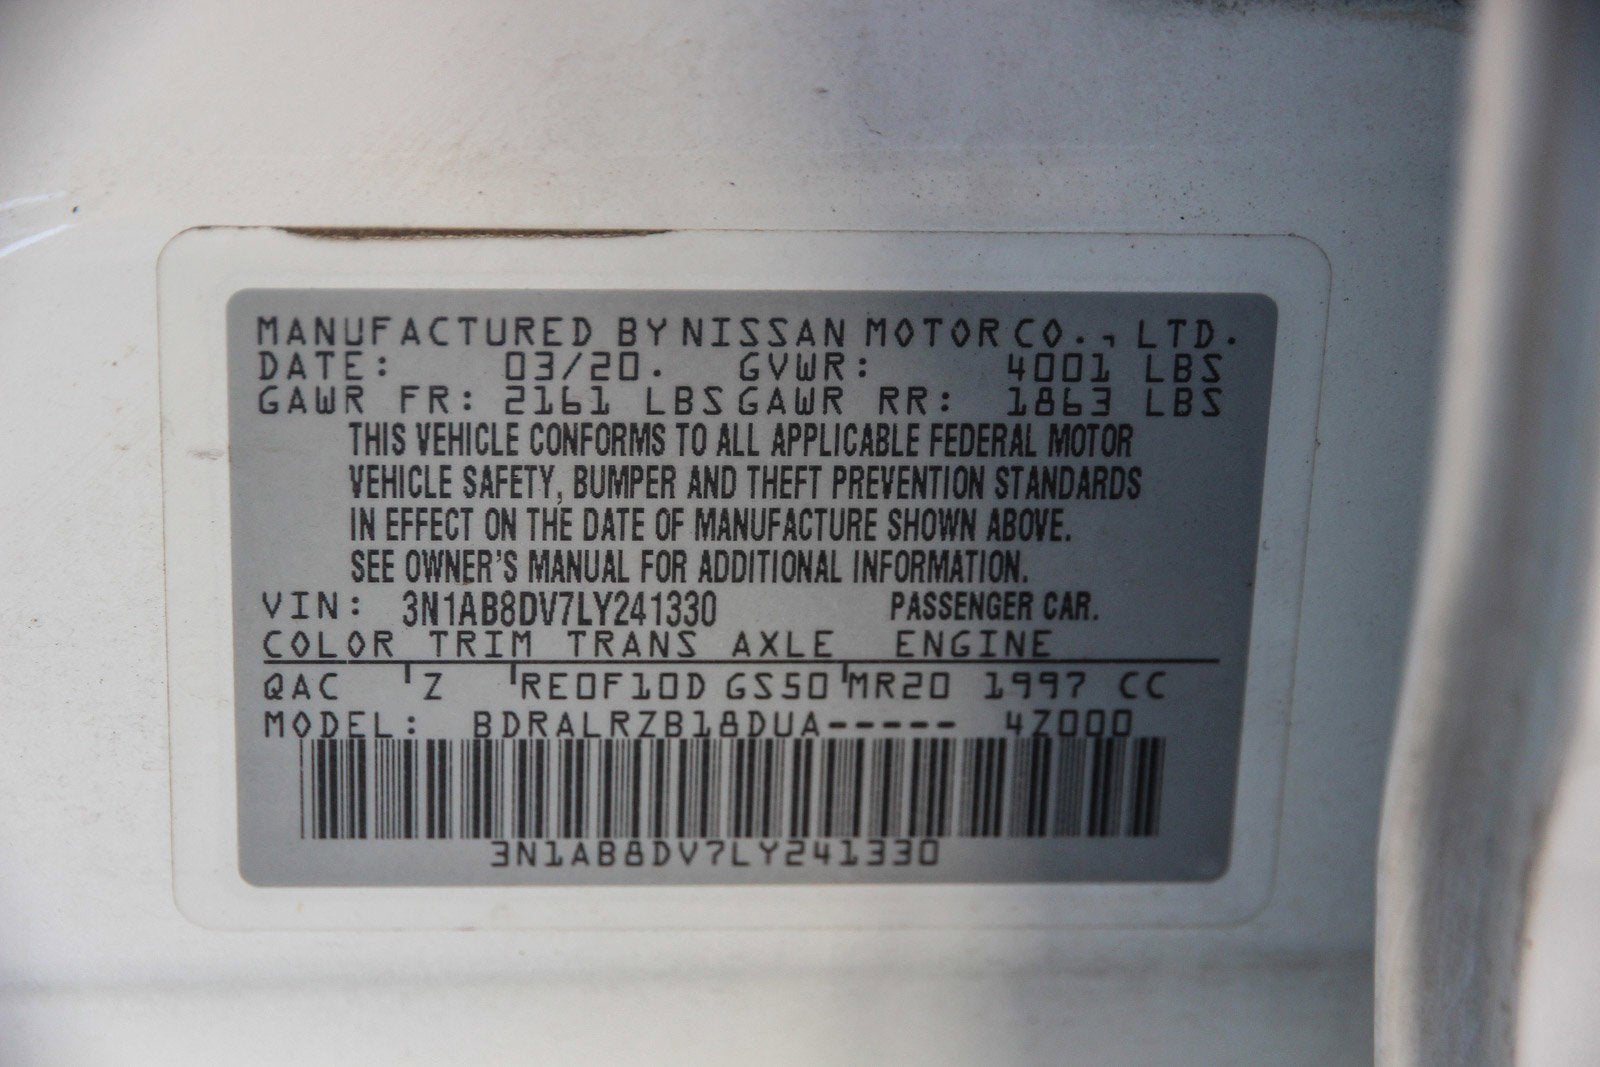 MANUFACTURED BY NISSAN MOTOR CO., LTD.
DATE: 03/20. GVWR: 4001 LBS
GAWR FR: 2161 LBS GAWR RR: 1863 LBS
THIS VEHICLE CONFORMS TO ALL APPLICABLE FEDERAL MOTOR
VEHICLE SAFETY, BUMPER AND THEFT PREVENTION STANDARDS
IN EFFECT ON THE DATE OF MANUFACTURE SHOWN ABOVE.
SEE OWNER'S MANUAL FOR ADDITIONAL INFORMATION.
VIN: 3N1AB8DV7LY241330 PASSENGER CAR.
COLOR TRIM TRANS AXLE ENGINE
QAC Z RE0F10D GS50 MR20 1997 CC
MODEL: BDRALRZB18DUA----- 4Z000
3N1AB8DV7LY241330